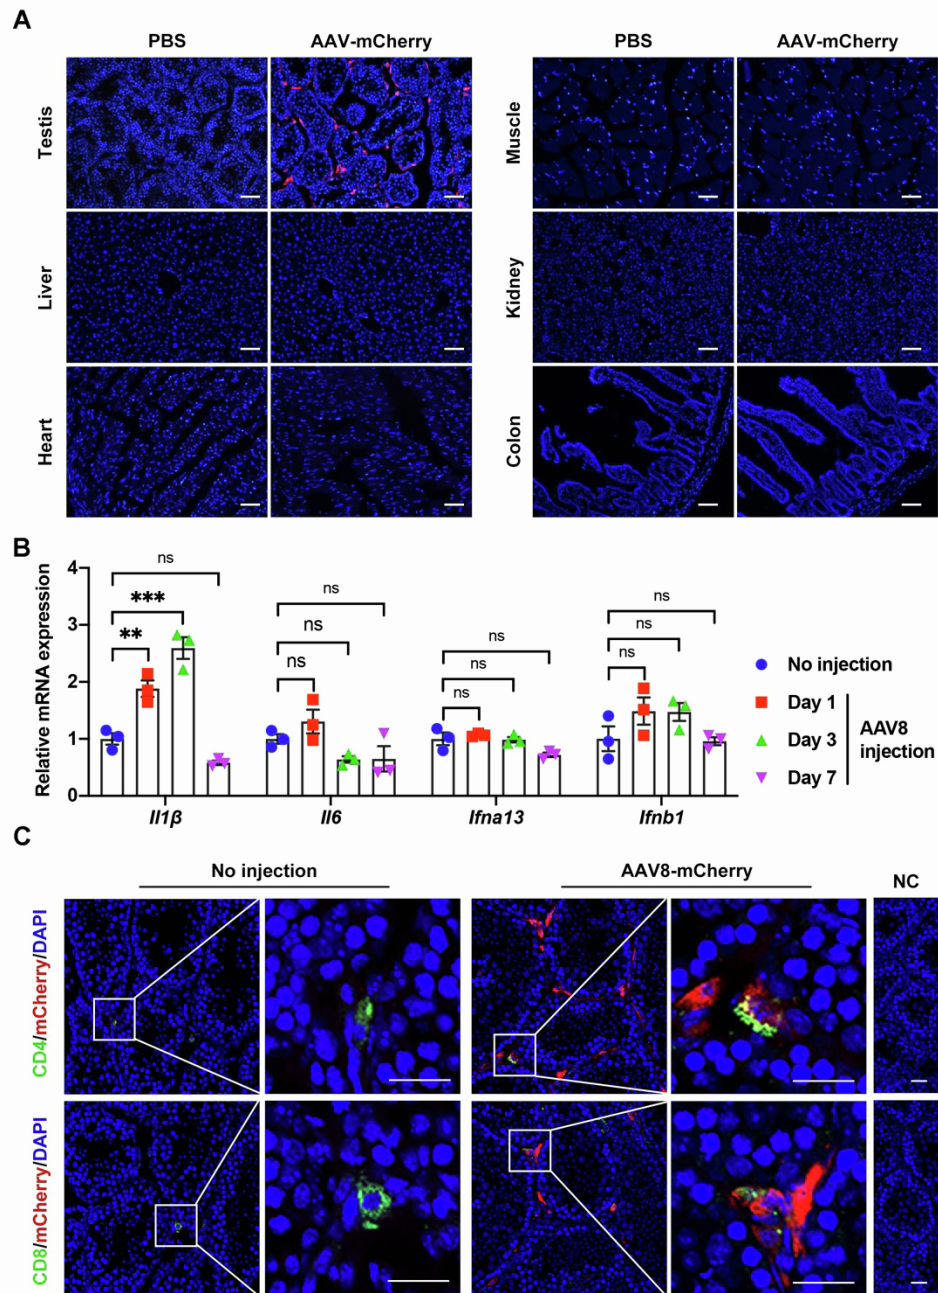 A
PBS AAV-mCherry PBS AAV-mCherry
Testis Muscle
Liver Kidney
Heart Colon
B
Relative mRNA expression
4
3
2
1
0
ns
***
**
ns
ns
ns
ns
ns
ns
ns
ns
ns
Il1β Il6 Ifna13 Ifnb1
No injection
Day 1
Day 3
Day 7
AAV8
injection
C
No injection AAV8-mCherry NC
CD4/mCherry/DAPI
CD8/mCherry/DAPI